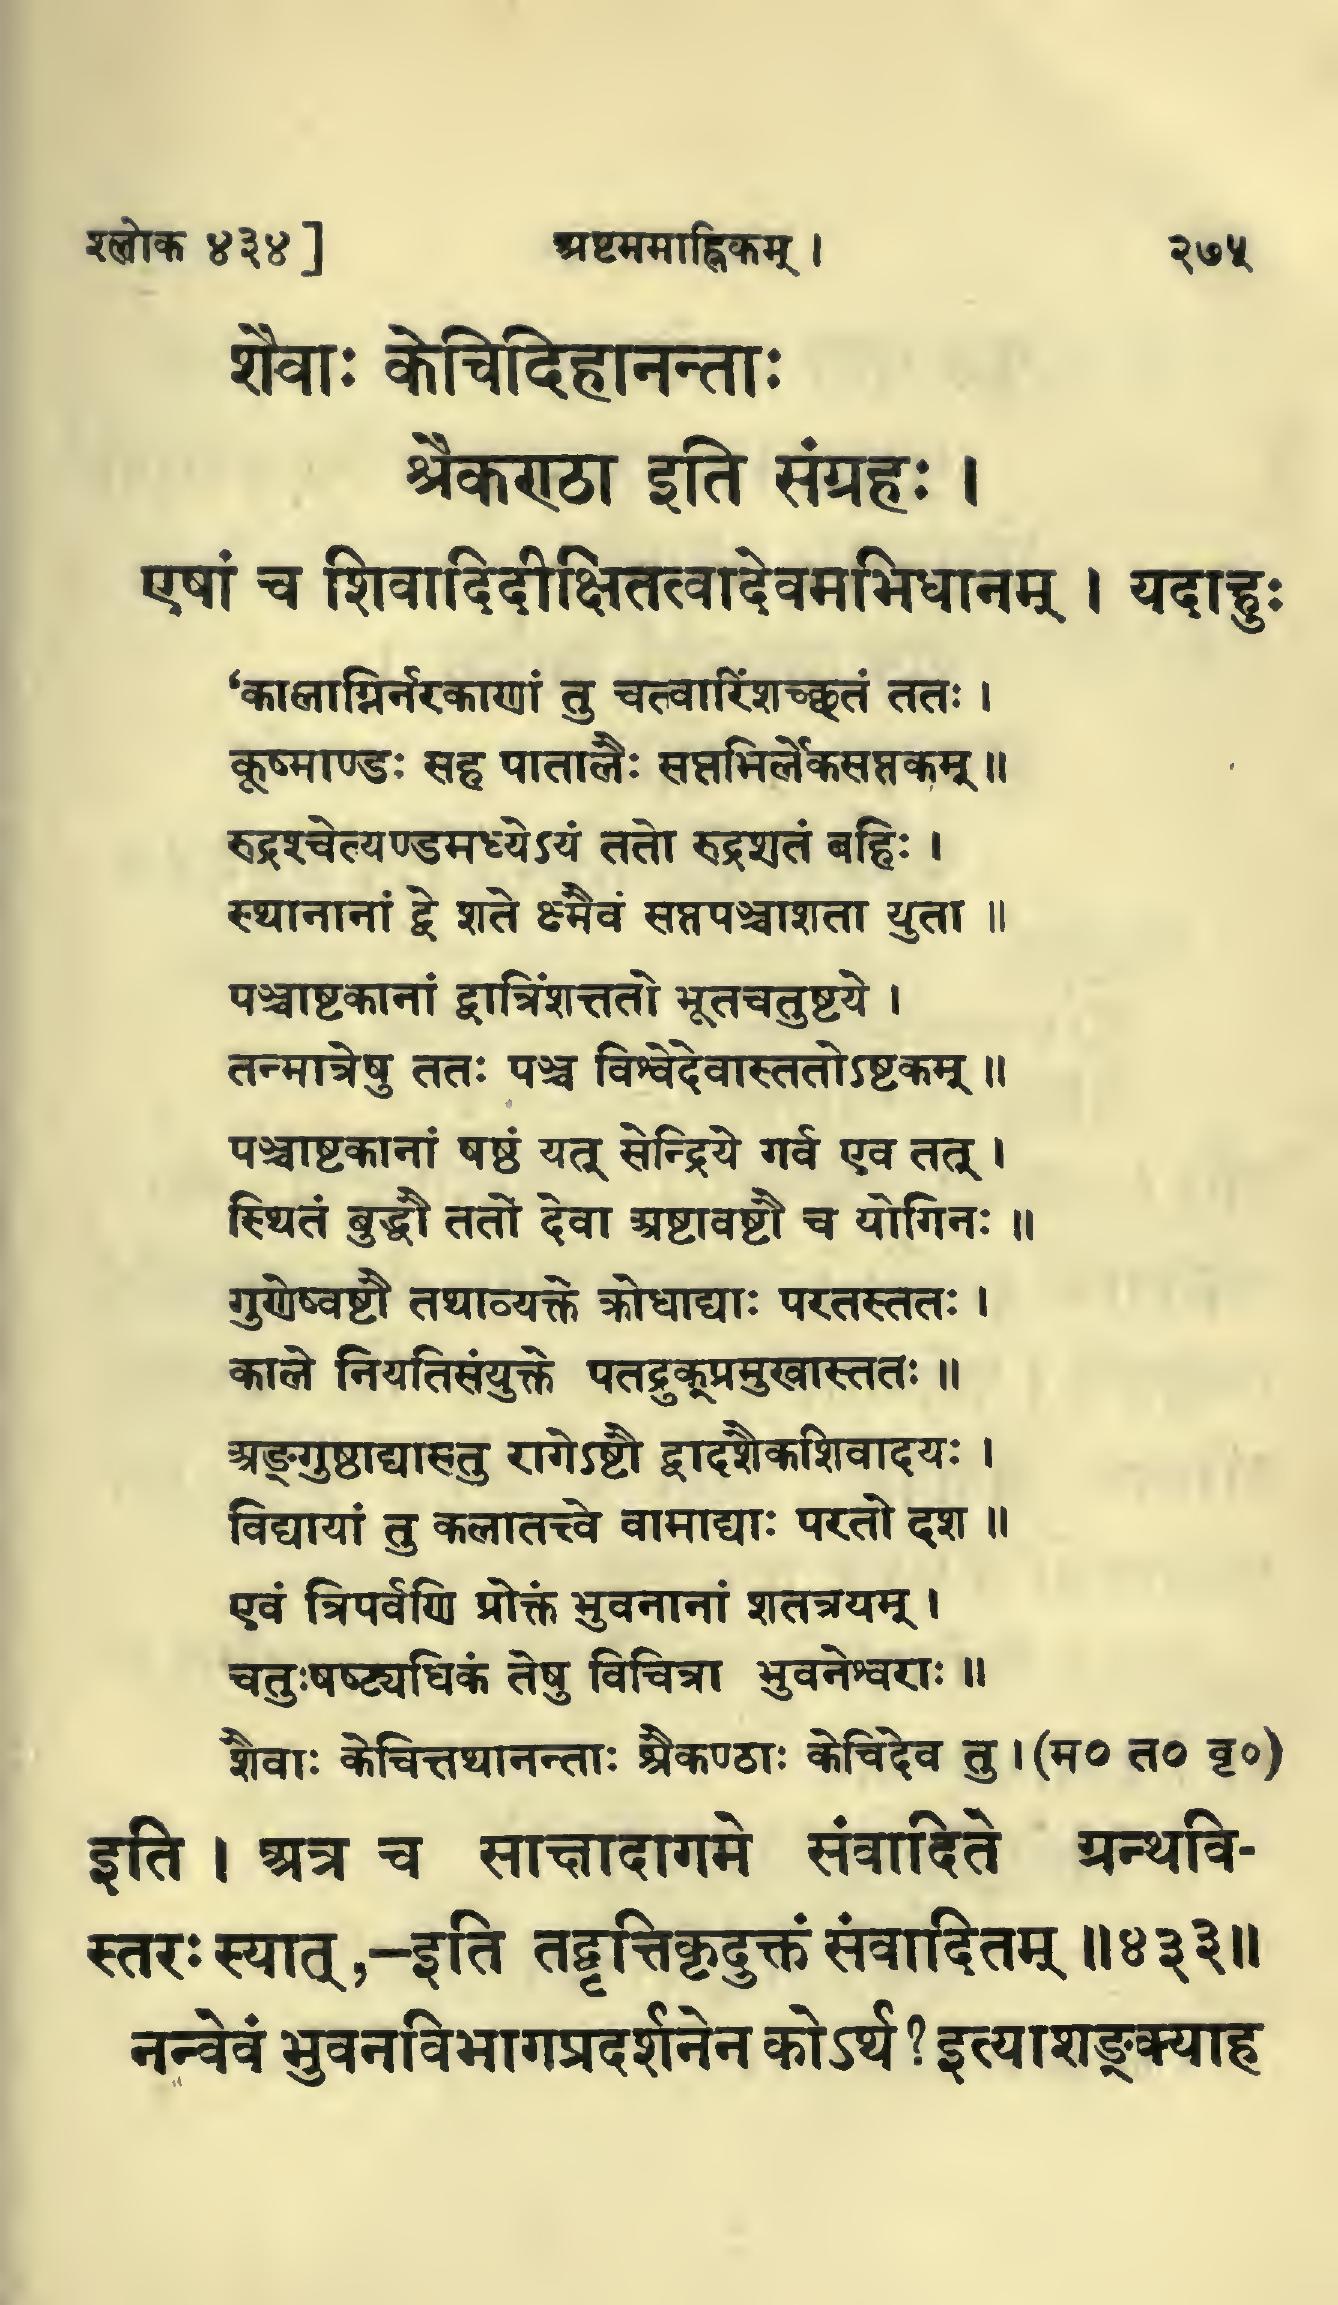 श्लोक ४३४] अष्टममाह्निकम् । २७५
शैवाः केचिदिहानन्ताः
श्रैकण्ठा इति संग्रहः ।
एषां च शिवादिदीक्षितत्वादेवमभिधानम् । यदाहुः
‘कालाग्निर्नरकाणां तु चत्वारिंशच्छतं ततः ।
कूष्माण्डः सह पातालैः सप्तभिर्लोकसप्तकम् ॥
रुद्रश्चेत्यण्डमध्येऽयं ततो रुद्रशतं बहिः ।
स्थानानां द्वे शते क्ष्मैवं सप्तपञ्चाशता युता ॥
पञ्चाष्टकानां द्वात्रिंशत्ततो भूतचतुष्टये ।
तन्मात्रेषु ततः पञ्च विश्वेदेवास्ततोऽष्टकम् ॥
पञ्चाष्टकानां षष्ठं यत् सेन्द्रिये गर्व एव तत् ।
स्थितं बुद्धौ ततो देवा अष्टावष्टौ च योगिनः ॥
गुणेष्वष्टौ तथाव्यक्ते क्रोधाद्याः परतस्ततः ।
काले नियतिसंयुक्ते पतद्रुक्प्रमुखास्ततः ॥
अङ्गुष्ठाद्यास्तु रागेऽष्टौ द्वादशैकशिवादयः ।
विद्यायां तु कलातत्त्वे वामाद्याः परतो दश ॥
एवं त्रिपर्वणि प्रोक्तं भुवनानां शतत्रयम् ।
चतुःषष्ट्यधिकं तेषु विचित्रा भुवनेश्वराः ॥
शैवाः केचित्तथानन्ताः श्रैकण्ठाः केचिदेव तु । (म० त० वृ०)
इति । अत्र च साक्षादागमे संवादिते ग्रन्थवि-
स्तरः स्यात्,—इति तद्वृत्तिकृदुक्तं संवादितम् ॥४३३॥
नन्वेवं भुवनविभागप्रदर्शनेन कोऽर्थ ? इत्याशङ्क्याह